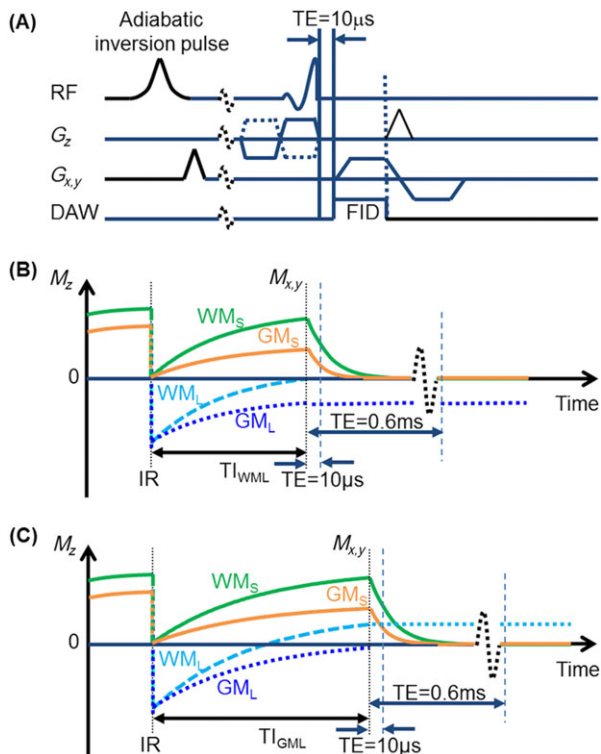 (A)
Adiabatic
inversion pulse
TE=10μs
RF
Gz
Gx,y
DAW
FID
(B)
Mz
Mx,y
WMS
GMS
0
WML
GML
Time
TE=0.6ms
IR
TIWML
TE=10μs
(C)
Mz
Mx,y
WMS
GMS
0
WML
GML
Time
TE=0.6ms
IR
TIGML
TE=10μs